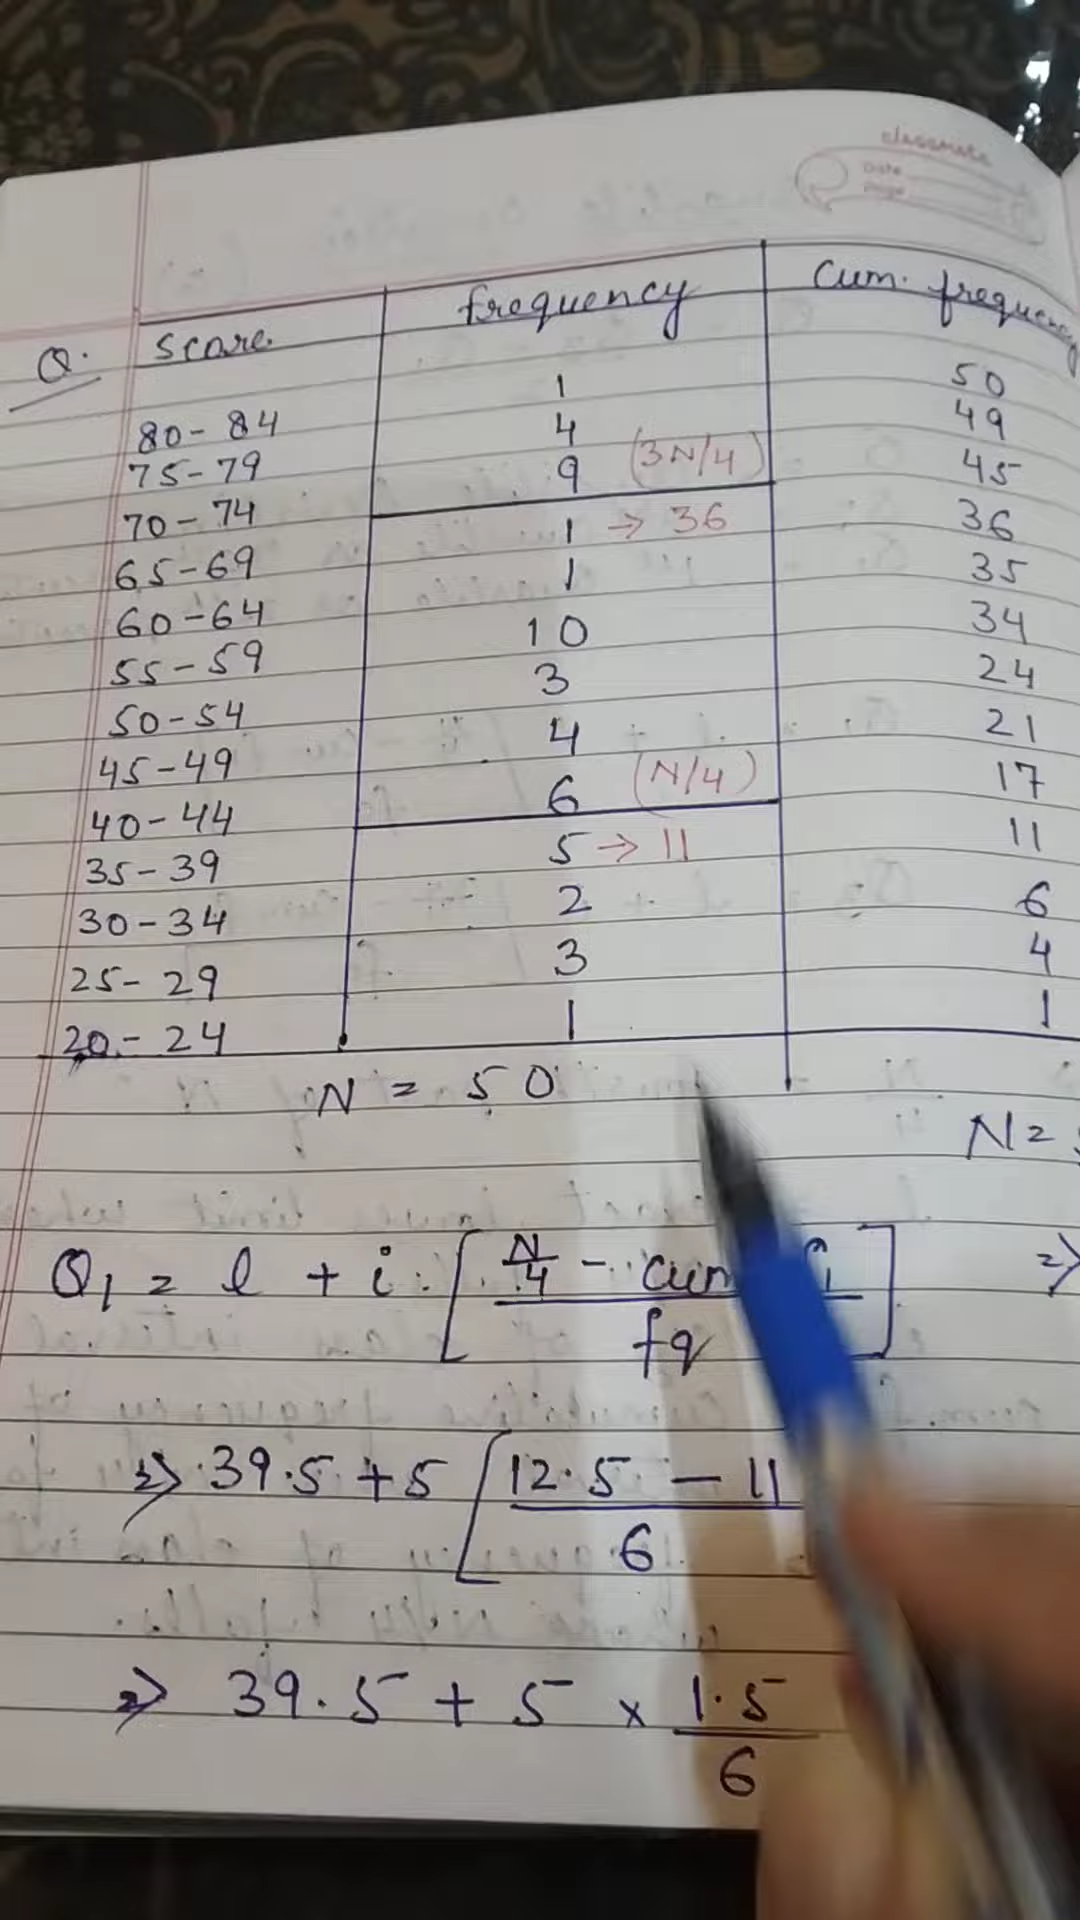 classmate
Date
Page
Q. Score frequency Cum. frequency
80-84 1 50
75-79 4 49
70-74 9 (3N/4) 45
65-69 1 → 36 36
60-64 1 35
55-59 10 34
50-54 3 24
45-49 4 21
40-44 6 (N/4) 17
35-39 5 → 11 11
30-34 2 6
25-29 3 4
20-24 1 1
N = 50
N =
Q₁ = l + i [N/4 - cum f₁ / fq] =>
=> 39.5 + 5 [12.5 - 11 / 6
=> 39.5 + 5 × 1.5 / 6